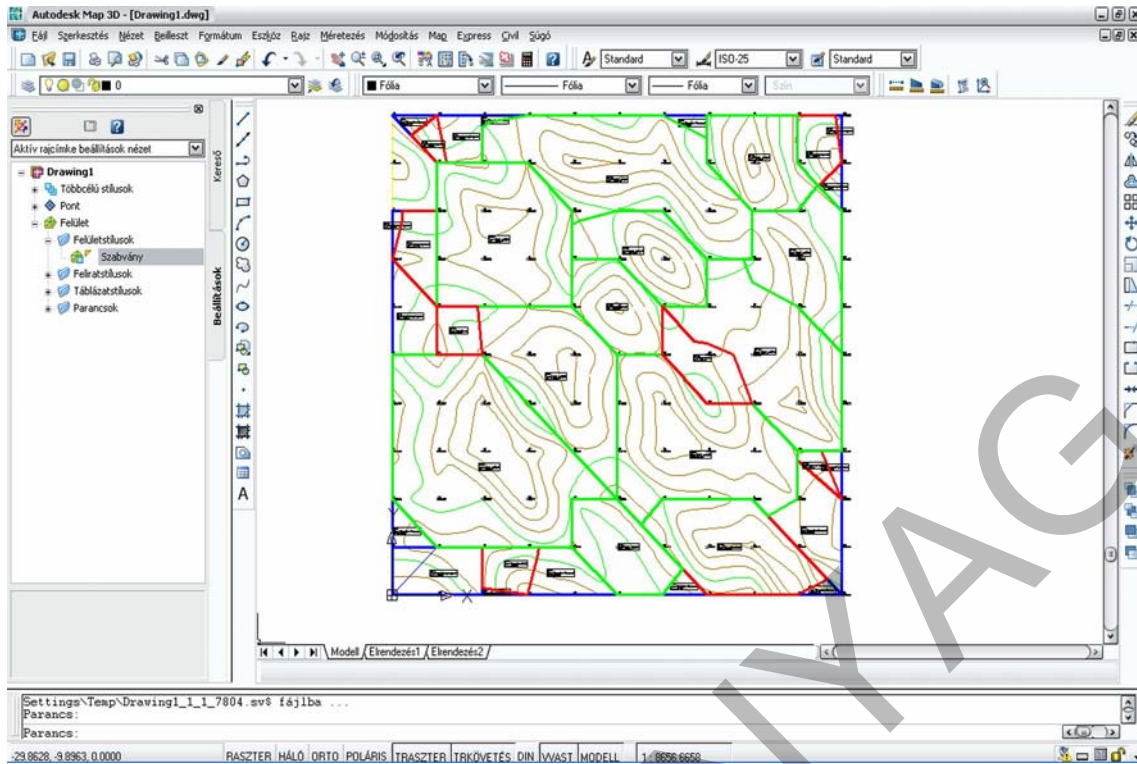 Autodesk Map 3D - [Drawing1.dwg]
Fájl Szerkesztés Nézet Beilleszt Formátum Eszköz Rajz Méretezés Módosítás Map Express Civil Súgó
Standard ISO-25 Standard
0 Fólia Fólia Fólia Szín
Aktív rajzcímke beállítások nézet
Drawing1
Többcélú stílusok
Pont
Felület
Felületstílusok
Szabvány
Feliratstílusok
Táblázatstílusok
Parancsok
Kereső
Beállítások
A
X
Modell Elrendezés1 Elrendezés2
Settings\Temp\Drawing1_1_1_7804.sv$ fájlba ...
Parancs:
Parancs:
-29.8628, -9.8963, 0.0000 RASZTER HÁLÓ ORTO POLÁRIS TRASZTER TRKÖVETÉS DIN VVAST MODELL 1: 8656.6658
IYAG